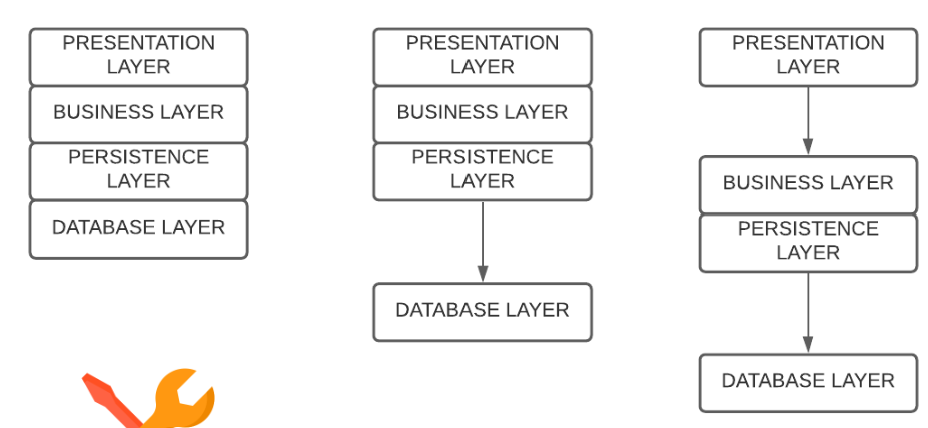 PRESENTATION
LAYER
BUSINESS LAYER
PERSISTENCE
LAYER
DATABASE LAYER
PRESENTATION
LAYER
BUSINESS LAYER
PERSISTENCE
LAYER
DATABASE LAYER
PRESENTATION
LAYER
BUSINESS LAYER
PERSISTENCE
LAYER
DATABASE LAYER